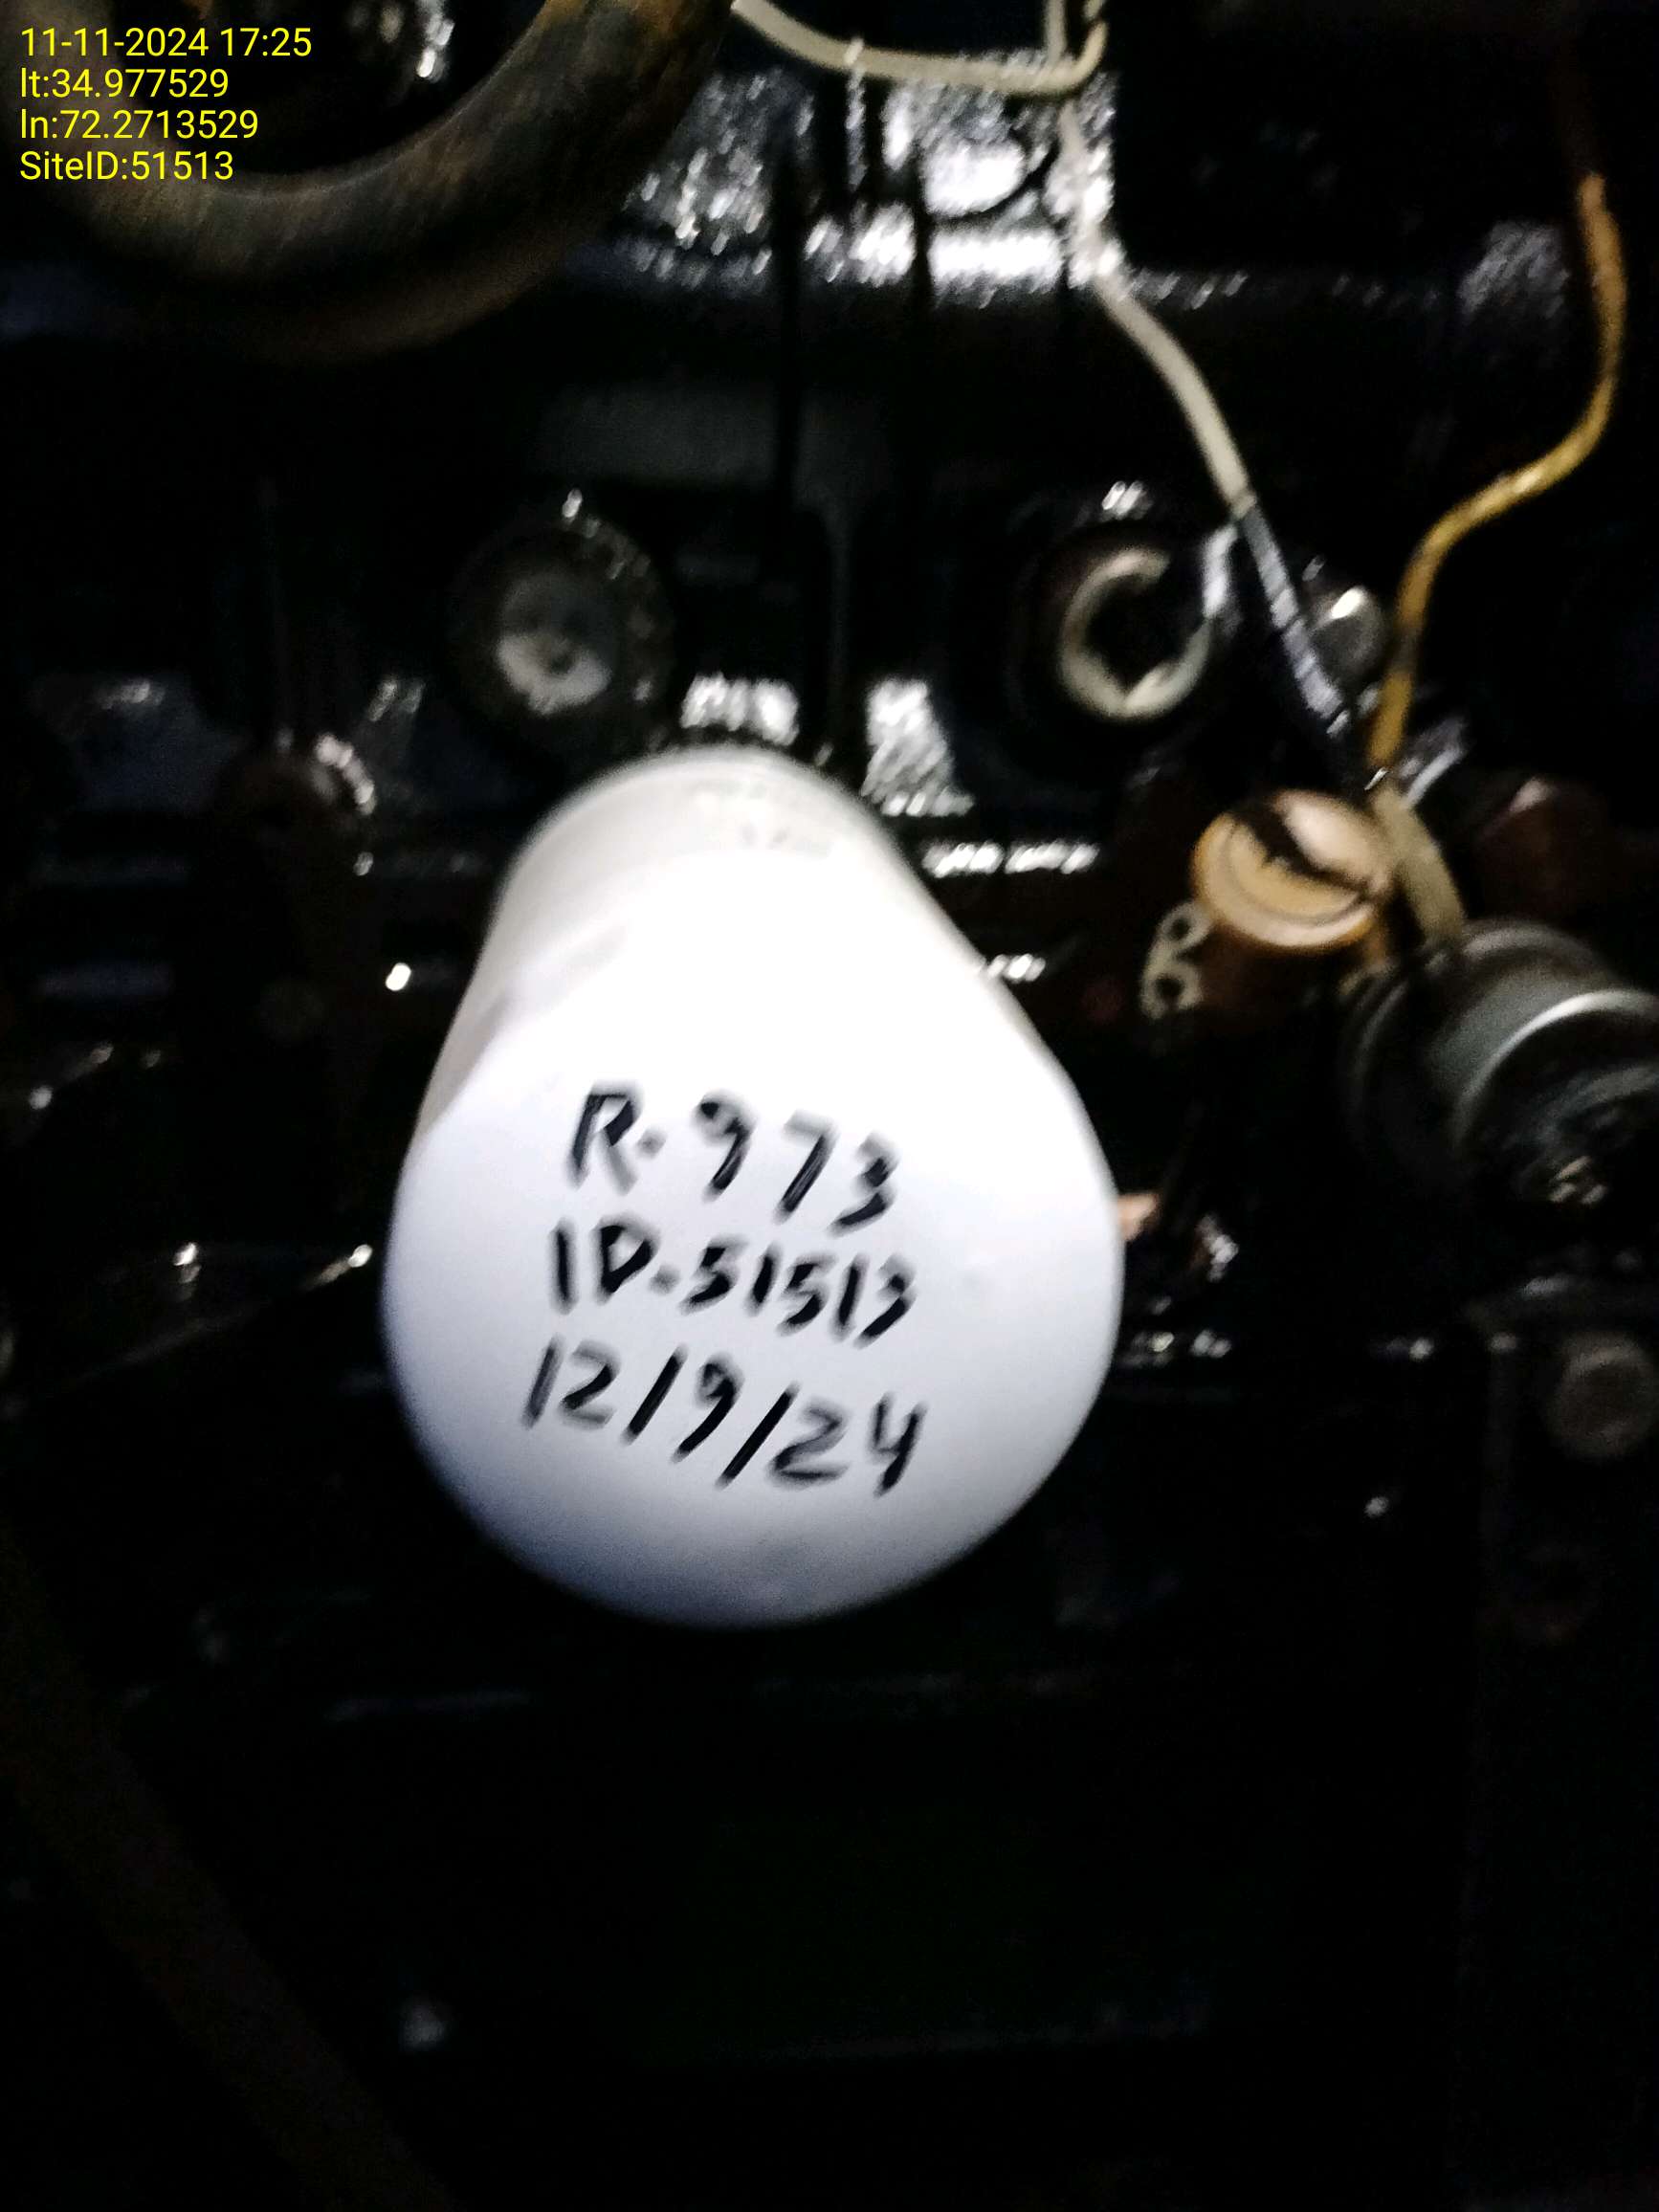 11-11-2024 17:25
lt:34.977529
ln:72.2713529
SiteID:51513
R.973
ID.51513
12/9/24